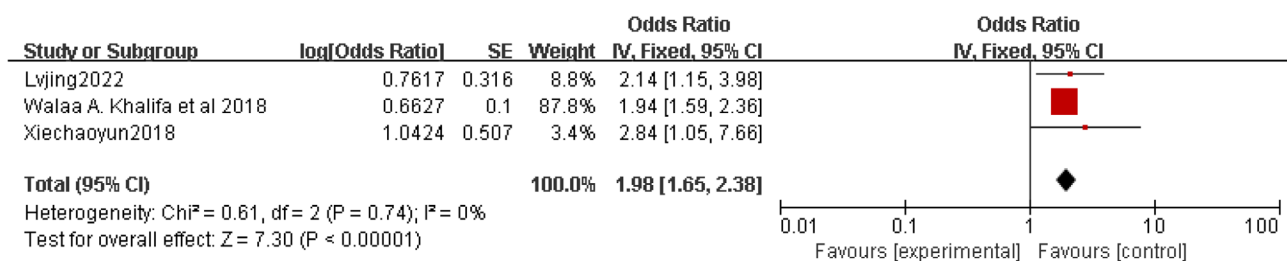 Odds Ratio Odds Ratio
Study or Subgroup log[Odds Ratio] SE Weight IV, Fixed, 95% CI IV, Fixed, 95% CI
Lvjing2022 0.7617 0.316 8.8% 2.14 [1.15, 3.98]
Walaa A. Khalifa et al 2018 0.6627 0.1 87.8% 1.94 [1.59, 2.36]
Xiechaoyun2018 1.0424 0.507 3.4% 2.84 [1.05, 7.66]
Total (95% CI) 100.0% 1.98 [1.65, 2.38]
Heterogeneity: Chi² = 0.61, df = 2 (P = 0.74); I² = 0%
Test for overall effect: Z = 7.30 (P < 0.00001)
0.01 0.1 1 10 100
Favours [experimental] Favours [control]